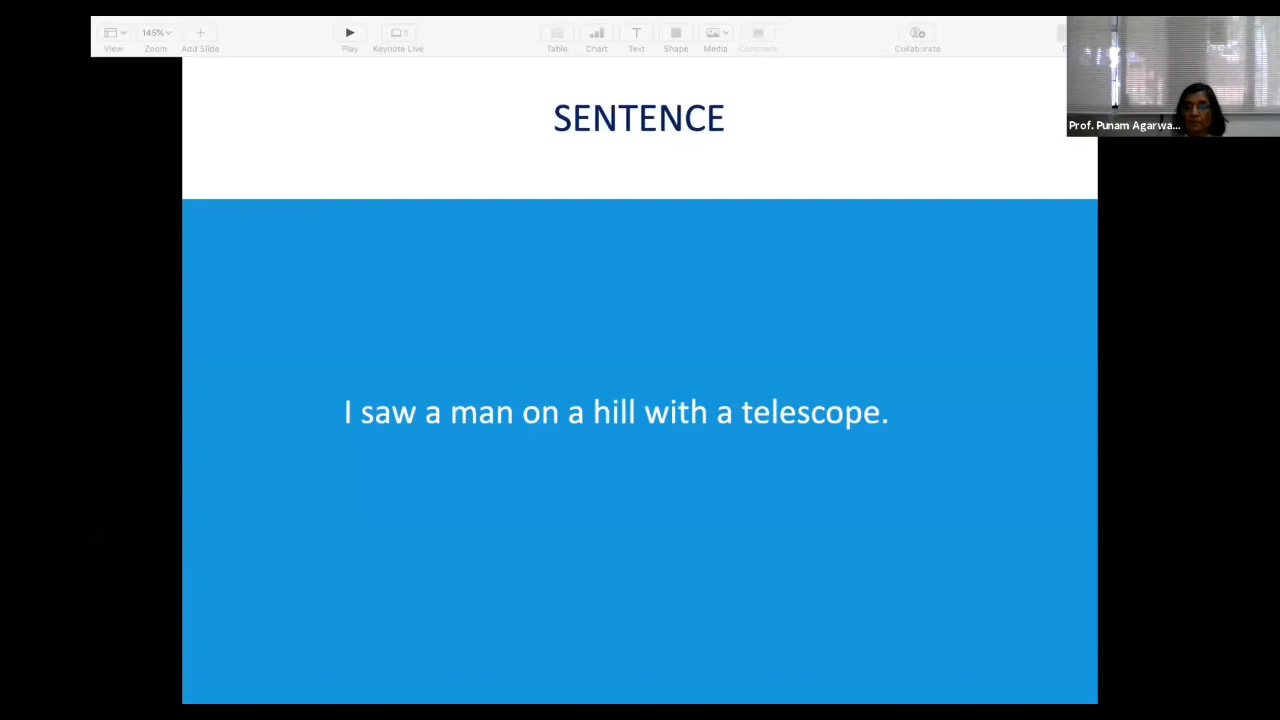 145%
View Zoom Add Slide Play Keynote Live Table Chart Text Shape Media Comment Collaborate
Prof. Punam Agarwa...
SENTENCE
I saw a man on a hill with a telescope.